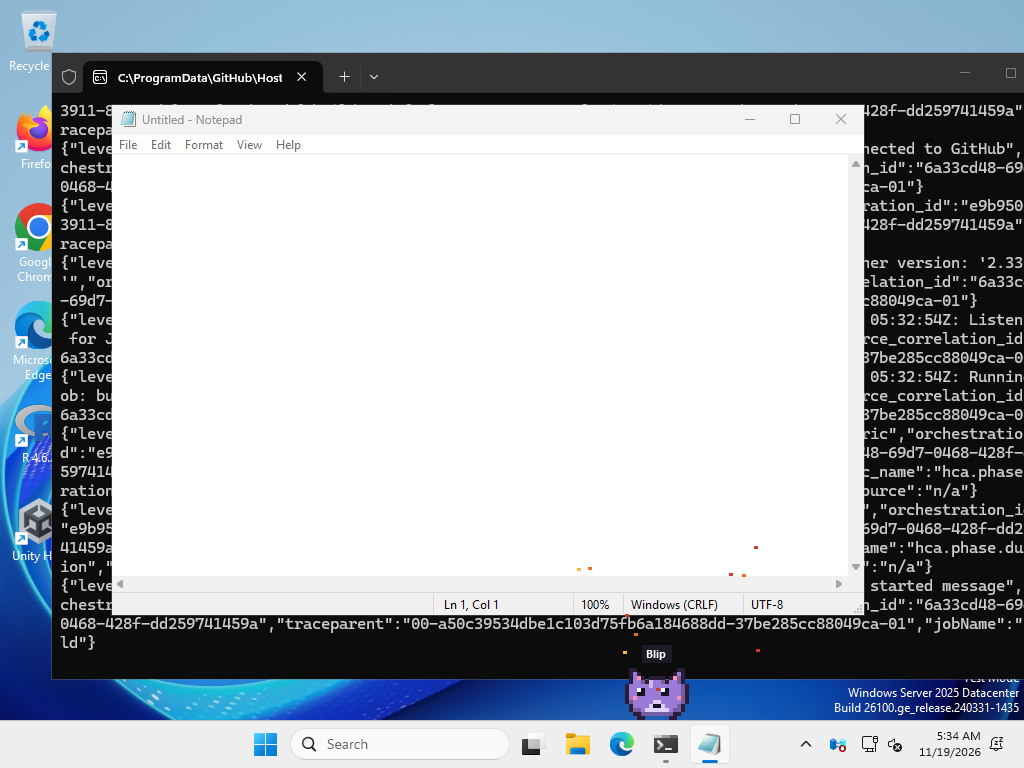 Recycle
Firefo
Googl
Chrom
Micros
Edge
R 4.6.
Unity H
C:\ProgramData\GitHub\Host
Untitled - Notepad
File Edit Format View Help
Ln 1, Col 1 100% Windows (CRLF) UTF-8
3911-8
428f-dd259741459a"
racepa
{"leve nected to GitHub",
chestr n_id":"6a33cd48-69
0468-4 ca-01"}
{"leve ration_id":"e9b950
3911-8 428f-dd259741459a"
racepa
{"leve ner version: '2.33
'","or elation_id":"6a33c
-69d7- c88049ca-01"}
{"leve 05:32:54Z: Listen
for J rce_correlation_id
6a33cd 37be285cc88049ca-0
{"leve 05:32:54Z: Runnin
ob: bu rce_correlation_id
6a33cd 37be285cc88049ca-0
{"leve ric","orchestratio
d":"e9 48-69d7-0468-428f-
597414 c_name":"hca.phase
ration ource":"n/a"}
{"leve ","orchestration_i
"e9b95 69d7-0468-428f-dd2
41459a ame":"hca.phase.du
ion"," ":"n/a"}
{"leve started message",
chestr n_id":"6a33cd48-69
0468-428f-dd259741459a","traceparent":"00-a50c39534dbe1c103d75fb6a184688dd-37be285cc88049ca-01","jobName":"
ld"}
Blip
Test Mode
Windows Server 2025 Datacenter
Build 26100.ge_release.240331-1435
Search
5:34 AM
11/19/2026